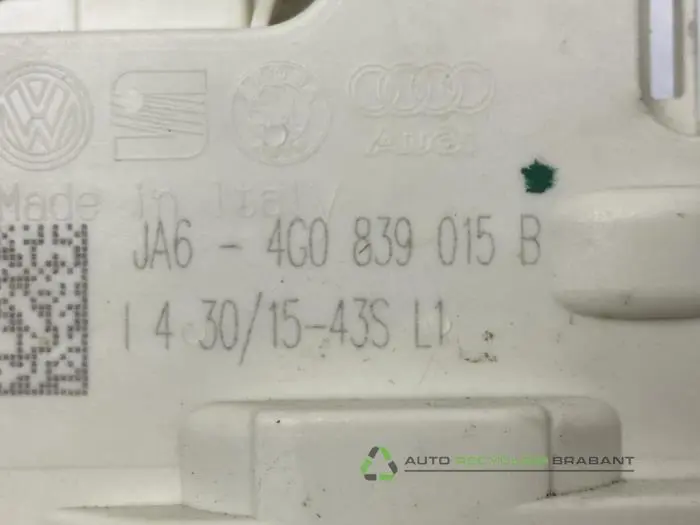 Audi
Made in Italy
JA6 - 4G0 839 015 B
I 4 30/15-43S L1
AUTO RECYCLING BRABANT